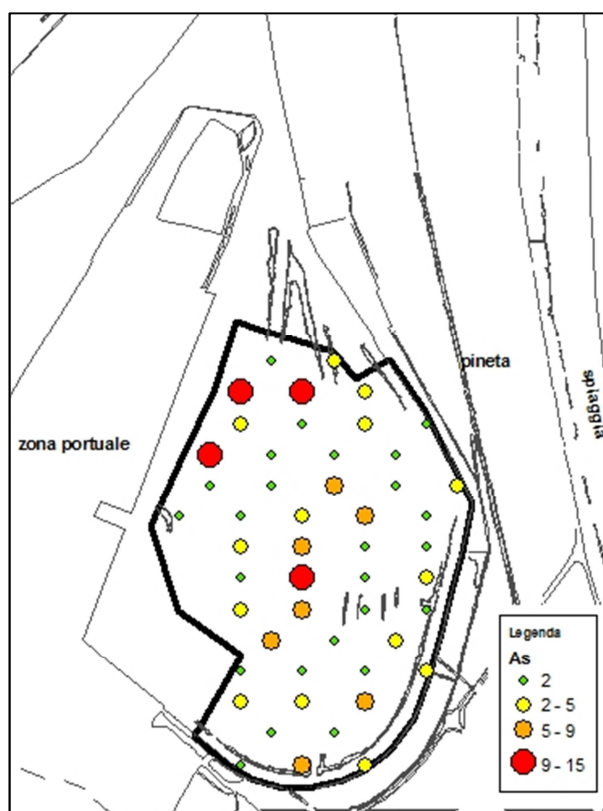 pineta
spiaggia
zona portuale
Legenda
As
2
2 - 5
5 - 9
9 - 15